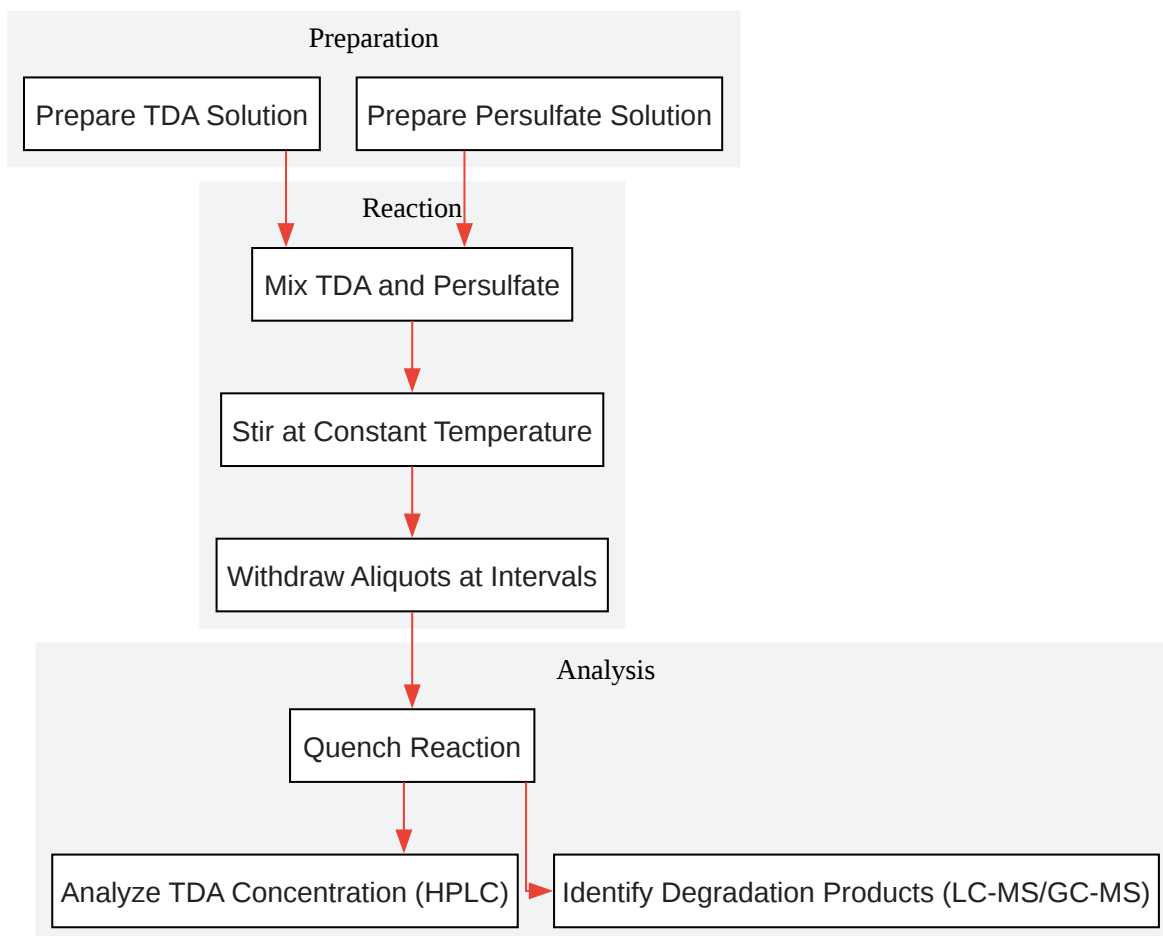 Preparation
Prepare TDA Solution
Prepare Persulfate Solution
Reaction
Mix TDA and Persulfate
Stir at Constant Temperature
Withdraw Aliquots at Intervals
Analysis
Quench Reaction
Analyze TDA Concentration (HPLC)
Identify Degradation Products (LC-MS/GC-MS)